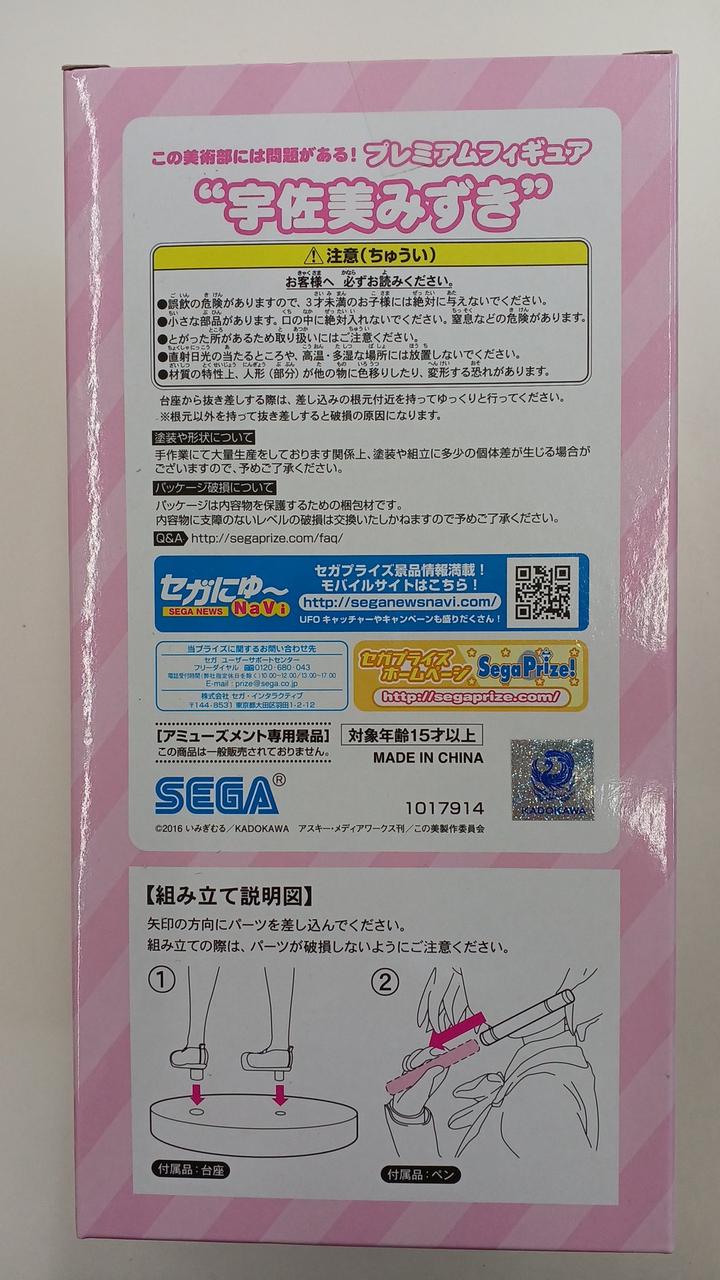 この美術部には問題がある! プレミアムフィギュア
“宇佐美みずき”
注意(ちゅうい)
お客様へ 必ずお読みください。
●誤飲の危険がありますので、3才未満のお子様には絶対に与えないでください。
●小さな部品があります。口の中に絶対入れないでください。窒息などの危険があります。
●とがった所があるため取り扱いにはご注意ください。
●直射日光の当たるところや、高温・多湿な場所には放置しないでください。
●材質の特性上、人形(部分)が他の物に色移りしたり、変形する恐れがあります。
台座から抜き差しする際は、差し込みの根元付近を持ってゆっくりと行ってください。
※根元以外を持って抜き差しすると破損の原因になります。
塗装や形状について
手作業にて大量生産をしております関係上、塗装や組立に多少の個体差が生じる場合が
ございますので、予めご了承ください。
パッケージ破損について
パッケージは内容物を保護するための梱包材です。
内容物に支障のないレベルの破損は交換いたしかねますので予めご了承ください。
Q&A http://segaprize.com/faq/
セガにゅ〜
SEGA NEWS NaVi
セガプライズ景品情報満載!
モバイルサイトはこちら!
http://seganewsnavi.com/
UFOキャッチャーやキャンペーンも盛りだくさん!
当プライズに関するお問い合わせ先
セガ ユーザーサポートセンター
フリーダイヤル 0120-680-043
電話受付時間(弊社指定休日を除く)10:00~12:00/13:00~17:00
E-mail : prize@sega.co.jp
株式会社 セガ・インタラクティブ
〒144-8531 東京都大田区羽田1-2-12
セガプライズ
ホームページ
SegaPrize!
http://segaprize.com/
【アミューズメント専用景品】
この商品は一般販売されておりません。
対象年齢15才以上
MADE IN CHINA
SEGA®
1017914
KADOKAWA
©2016 いみぎむる/KADOKAWA アスキー・メディアワークス刊/この美製作委員会
【組み立て説明図】
矢印の方向にパーツを差し込んでください。
組み立ての際は、パーツが破損しないようにご注意ください。
①
②
付属品:台座
付属品:ペン